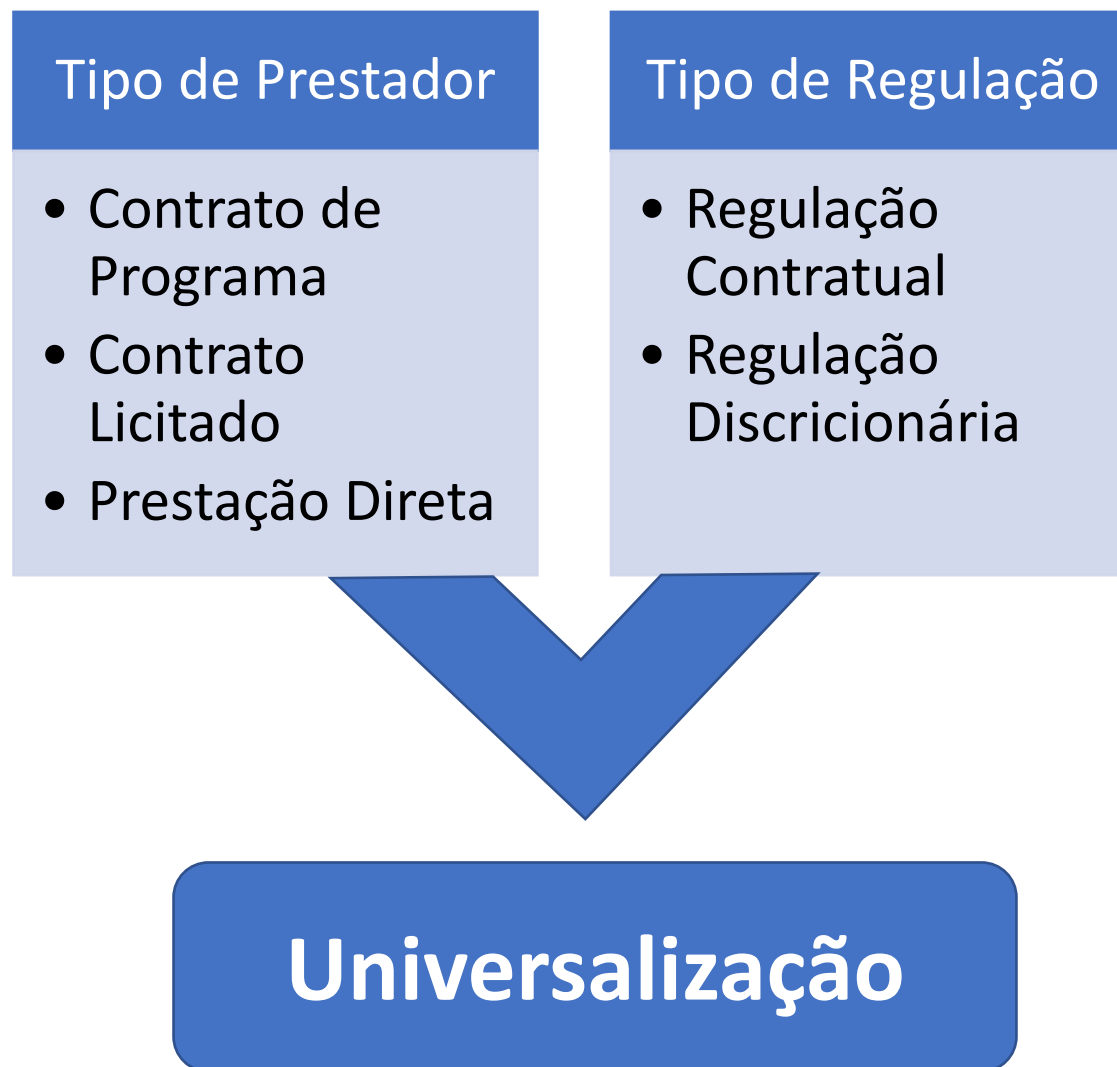 Tipo de Prestador
• Contrato de
Programa
• Contrato
Licitado
• Prestação Direta
Tipo de Regulação
• Regulação
Contratual
• Regulação
Discricionária
Universalização